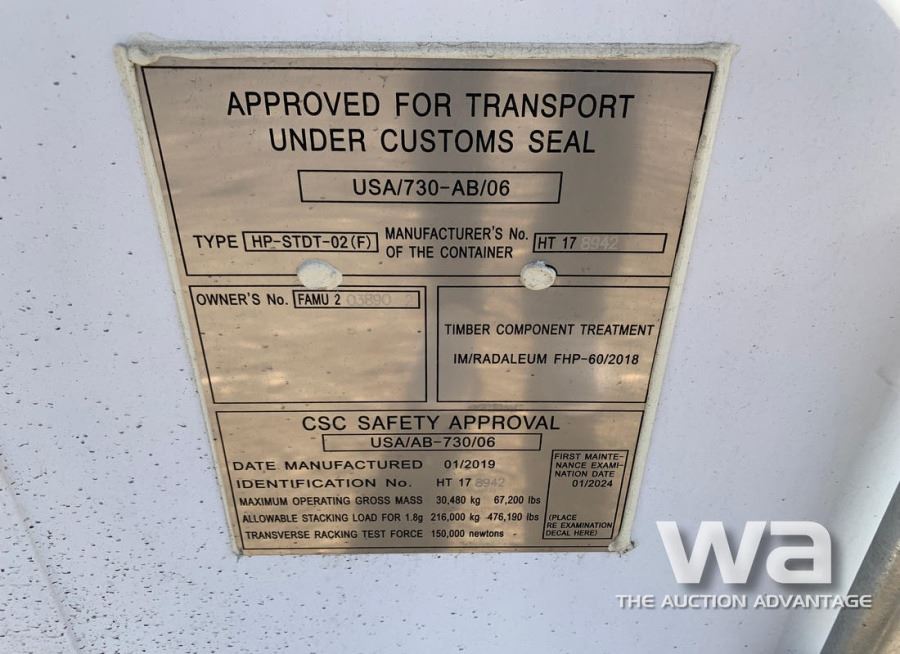 APPROVED FOR TRANSPORT
UNDER CUSTOMS SEAL
USA/730-AB/06
TYPE HP-STDT-02(F) MANUFACTURER'S No. OF THE CONTAINER HT 17 8942
OWNER'S No. FAMU 2 03890 2
TIMBER COMPONENT TREATMENT
IM/RADALEUM FHP-60/2018
CSC SAFETY APPROVAL
USA/AB-730/06
DATE MANUFACTURED 01/2019
IDENTIFICATION No. HT 17 8942
MAXIMUM OPERATING GROSS MASS 30,480 kg 67,200 lbs
ALLOWABLE STACKING LOAD FOR 1.8g 216,000 kg 476,190 lbs
TRANSVERSE RACKING TEST FORCE 150,000 newtons
FIRST MAINTE-
NANCE EXAMI-
NATION DATE
01/2024
(PLACE
RE EXAMINATION
DECAL HERE)
wa
THE AUCTION ADVANTAGE